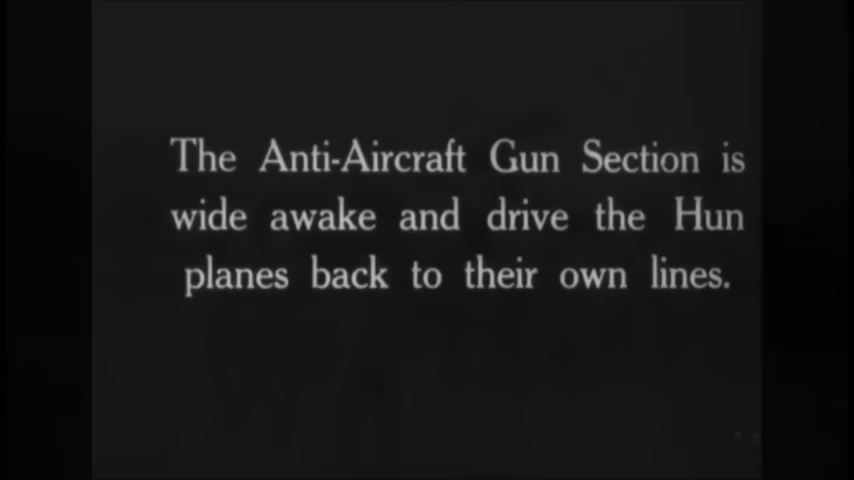 The Anti-Aircraft Gun Section is
wide awake and drive the Hun
planes back to their own lines.